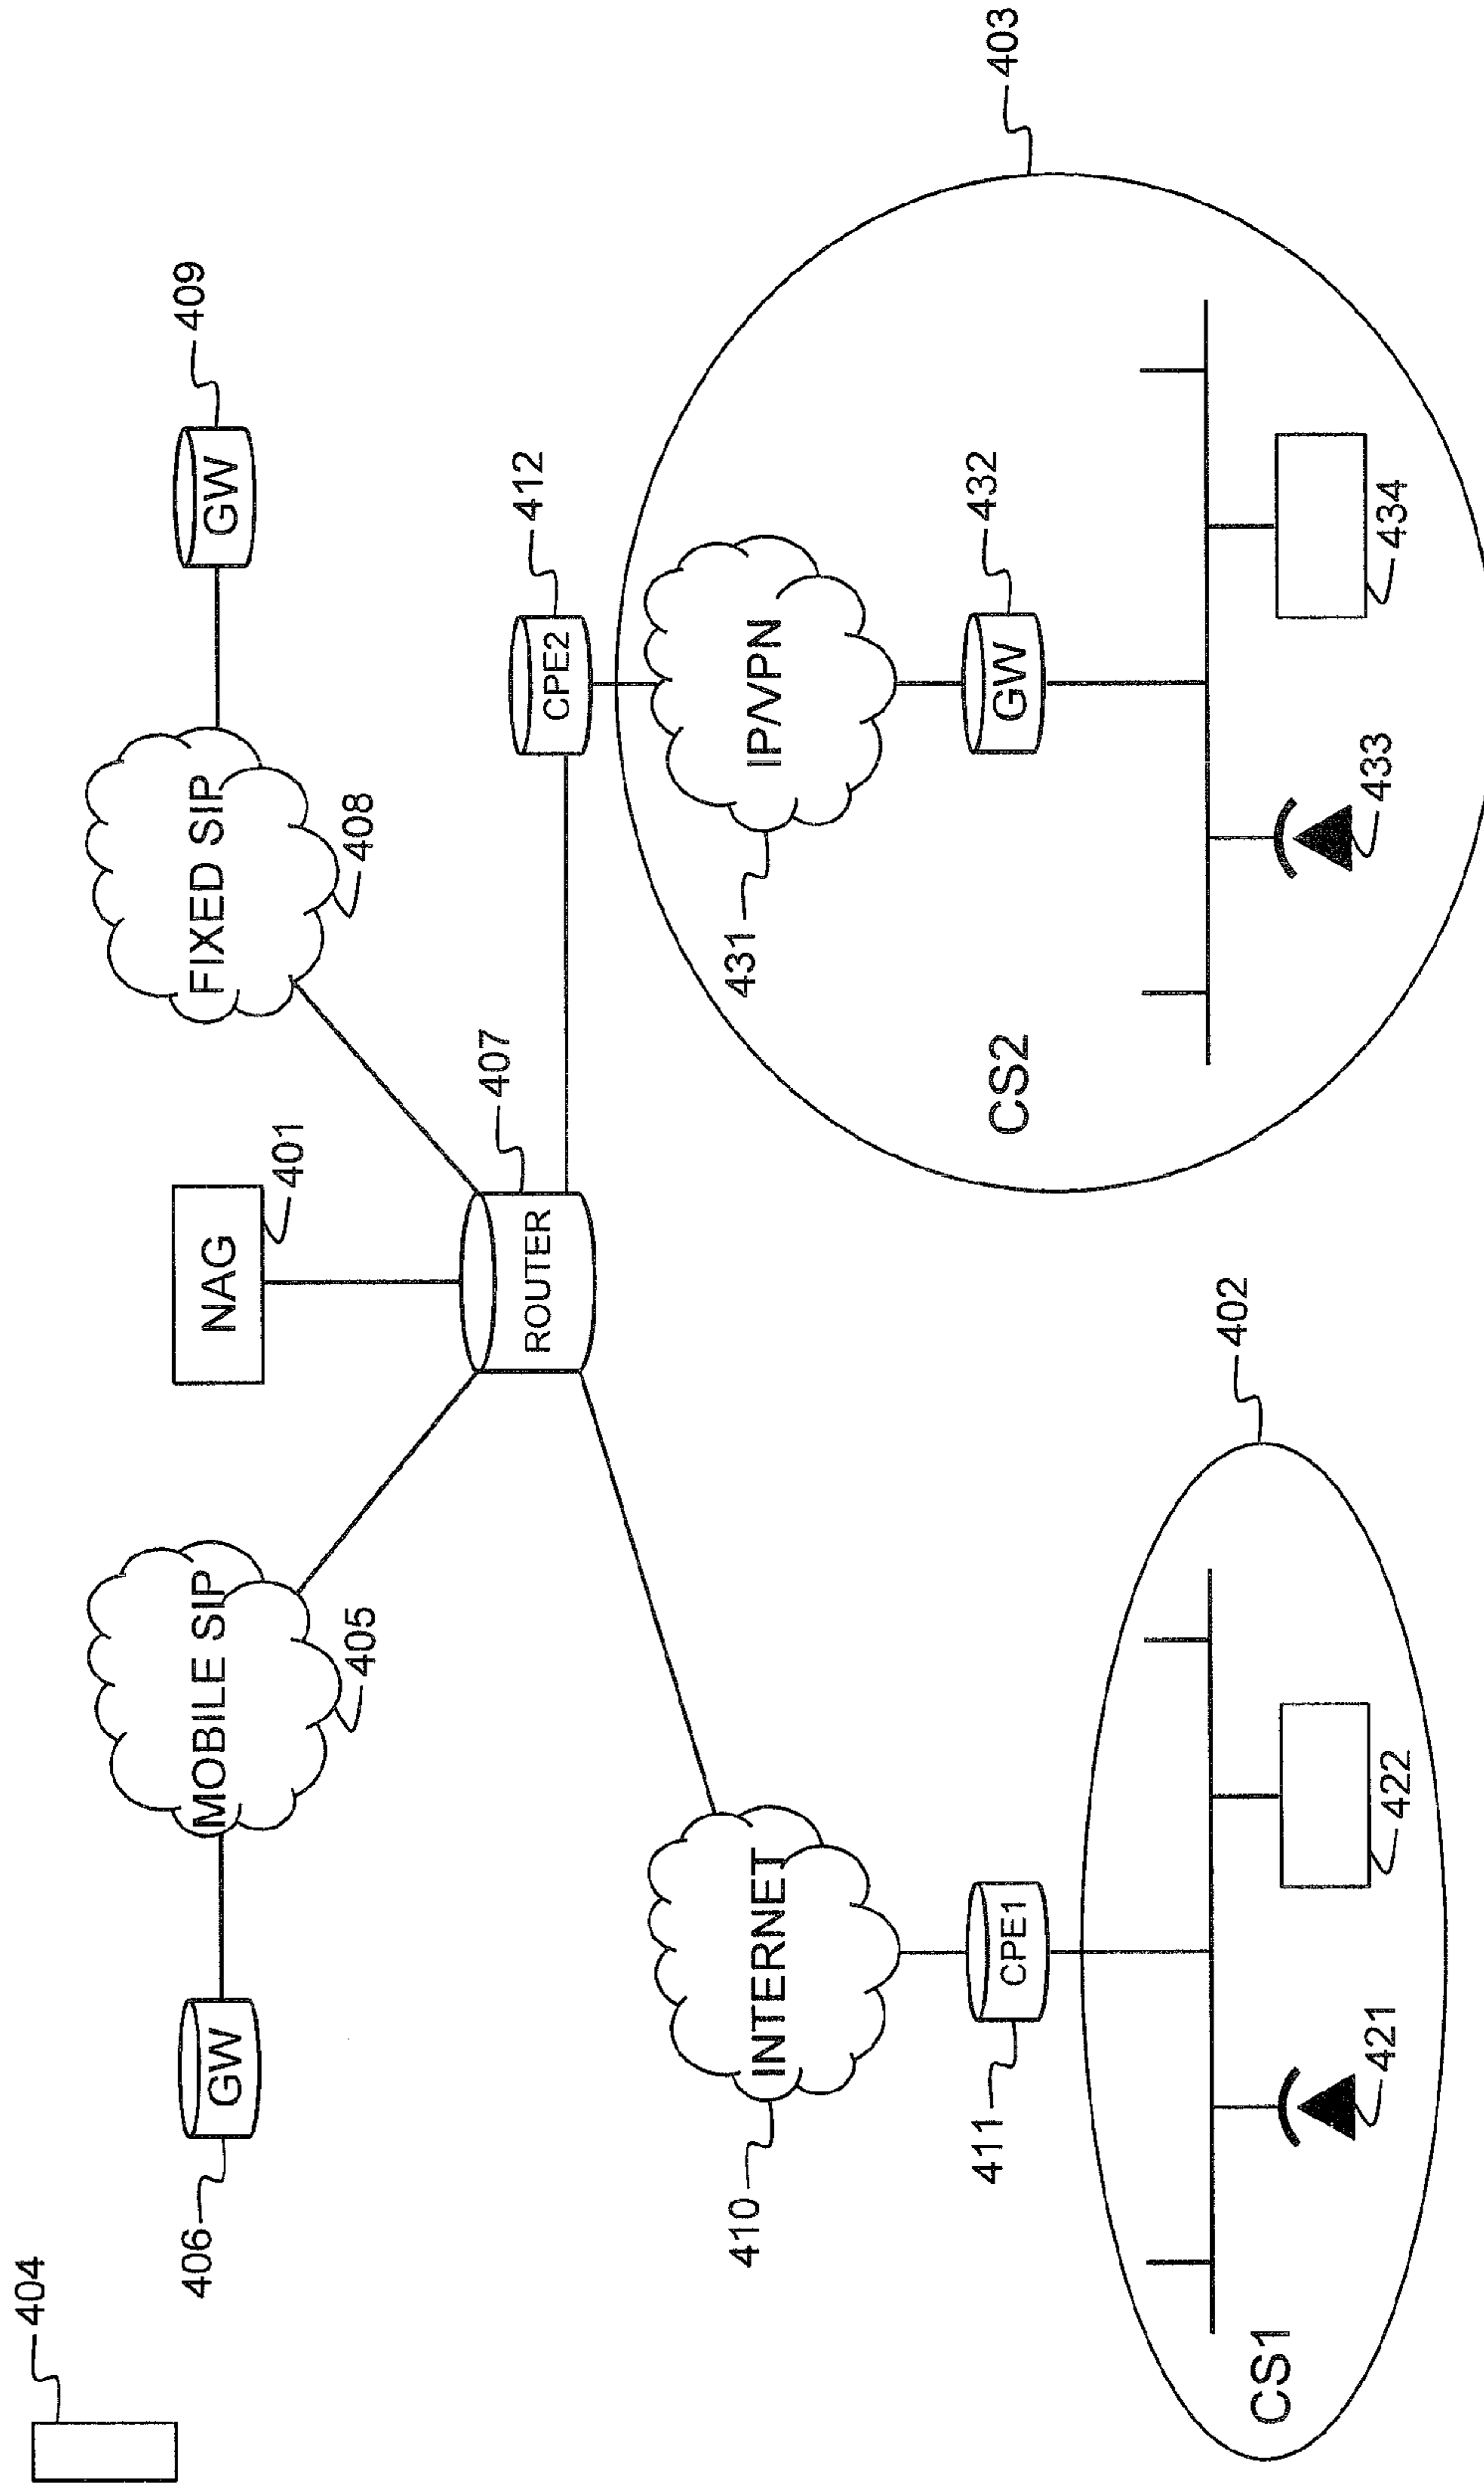 404
406
GW
MOBILE SIP
405
NAG
401
FIXED SIP
408
GW
409
ROUTER
407
CPE2
412
410
INTERNET
431
IP/VPN
411
CPE1
GW
432
CS2
403
402
CS1
421
422
433
434